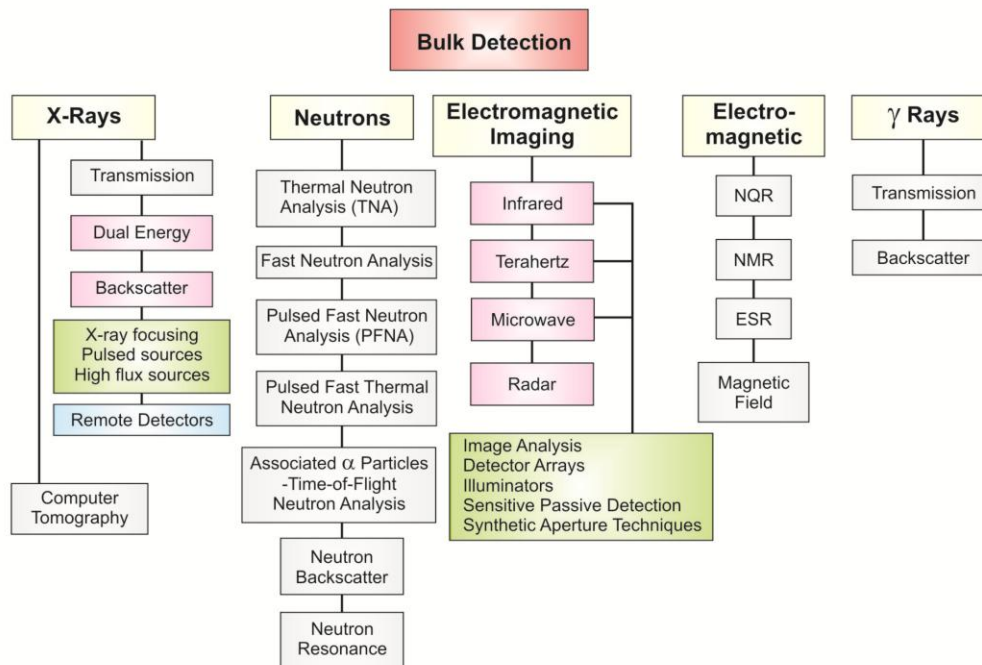 Bulk Detection
X-Rays
Transmission
Dual Energy
Backscatter
X-ray focusing
Pulsed sources
High flux sources
Remote Detectors
Computer
Tomography
Neutrons
Thermal Neutron
Analysis (TNA)
Fast Neutron Analysis
Pulsed Fast Neutron
Analysis (PFNA)
Pulsed Fast Thermal
Neutron Analysis
Associated α Particles
-Time-of-Flight
Neutron Analysis
Neutron
Backscatter
Neutron
Resonance
Electromagnetic
Imaging
Infrared
Terahertz
Microwave
Radar
Image Analysis
Detector Arrays
Illuminators
Sensitive Passive Detection
Synthetic Aperture Techniques
Electro-
magnetic
NQR
NMR
ESR
Magnetic
Field
γ Rays
Transmission
Backscatter